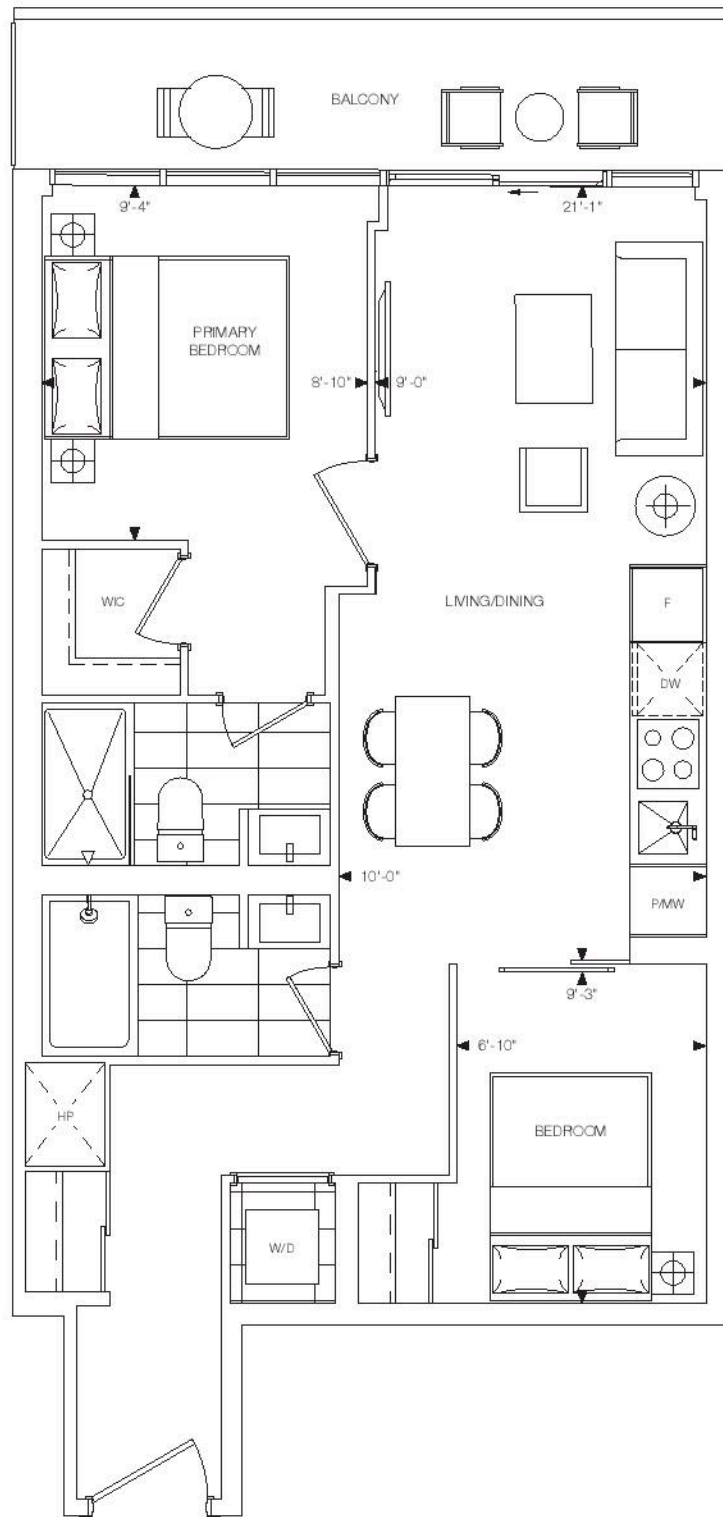 BALCONY
9'-4"
21'-1"
PRIMARY
BEDROOM
8'-10"
9'-0"
WIC
LIVING/DINING
F
DW
10'-0"
P/MW
9'-3"
6'-10"
HP
BEDROOM
W/D